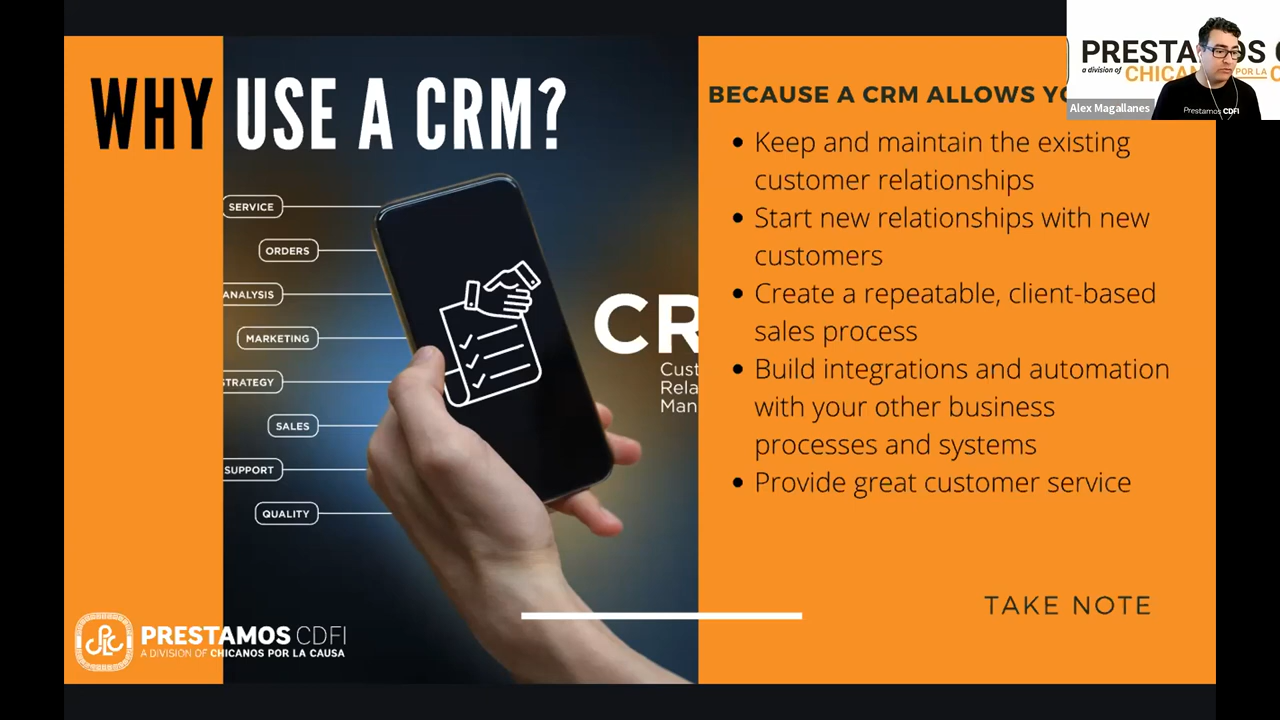 WHY USE A CRM?
SERVICE
ORDERS
ANALYSIS
MARKETING
STRATEGY
SALES
SUPPORT
QUALITY
CR
Cust
Rela
Man
BECAUSE A CRM ALLOWS YO
• Keep and maintain the existing
customer relationships
• Start new relationships with new
customers
• Create a repeatable, client-based
sales process
• Build integrations and automation
with your other business
processes and systems
• Provide great customer service
TAKE NOTE
PRESTAMOS CDFI
A DIVISION OF CHICANOS POR LA CAUSA
PRESTAMOS C
a division of CHICAN POR LA C
Prestamos CDFI
Alex Magallanes